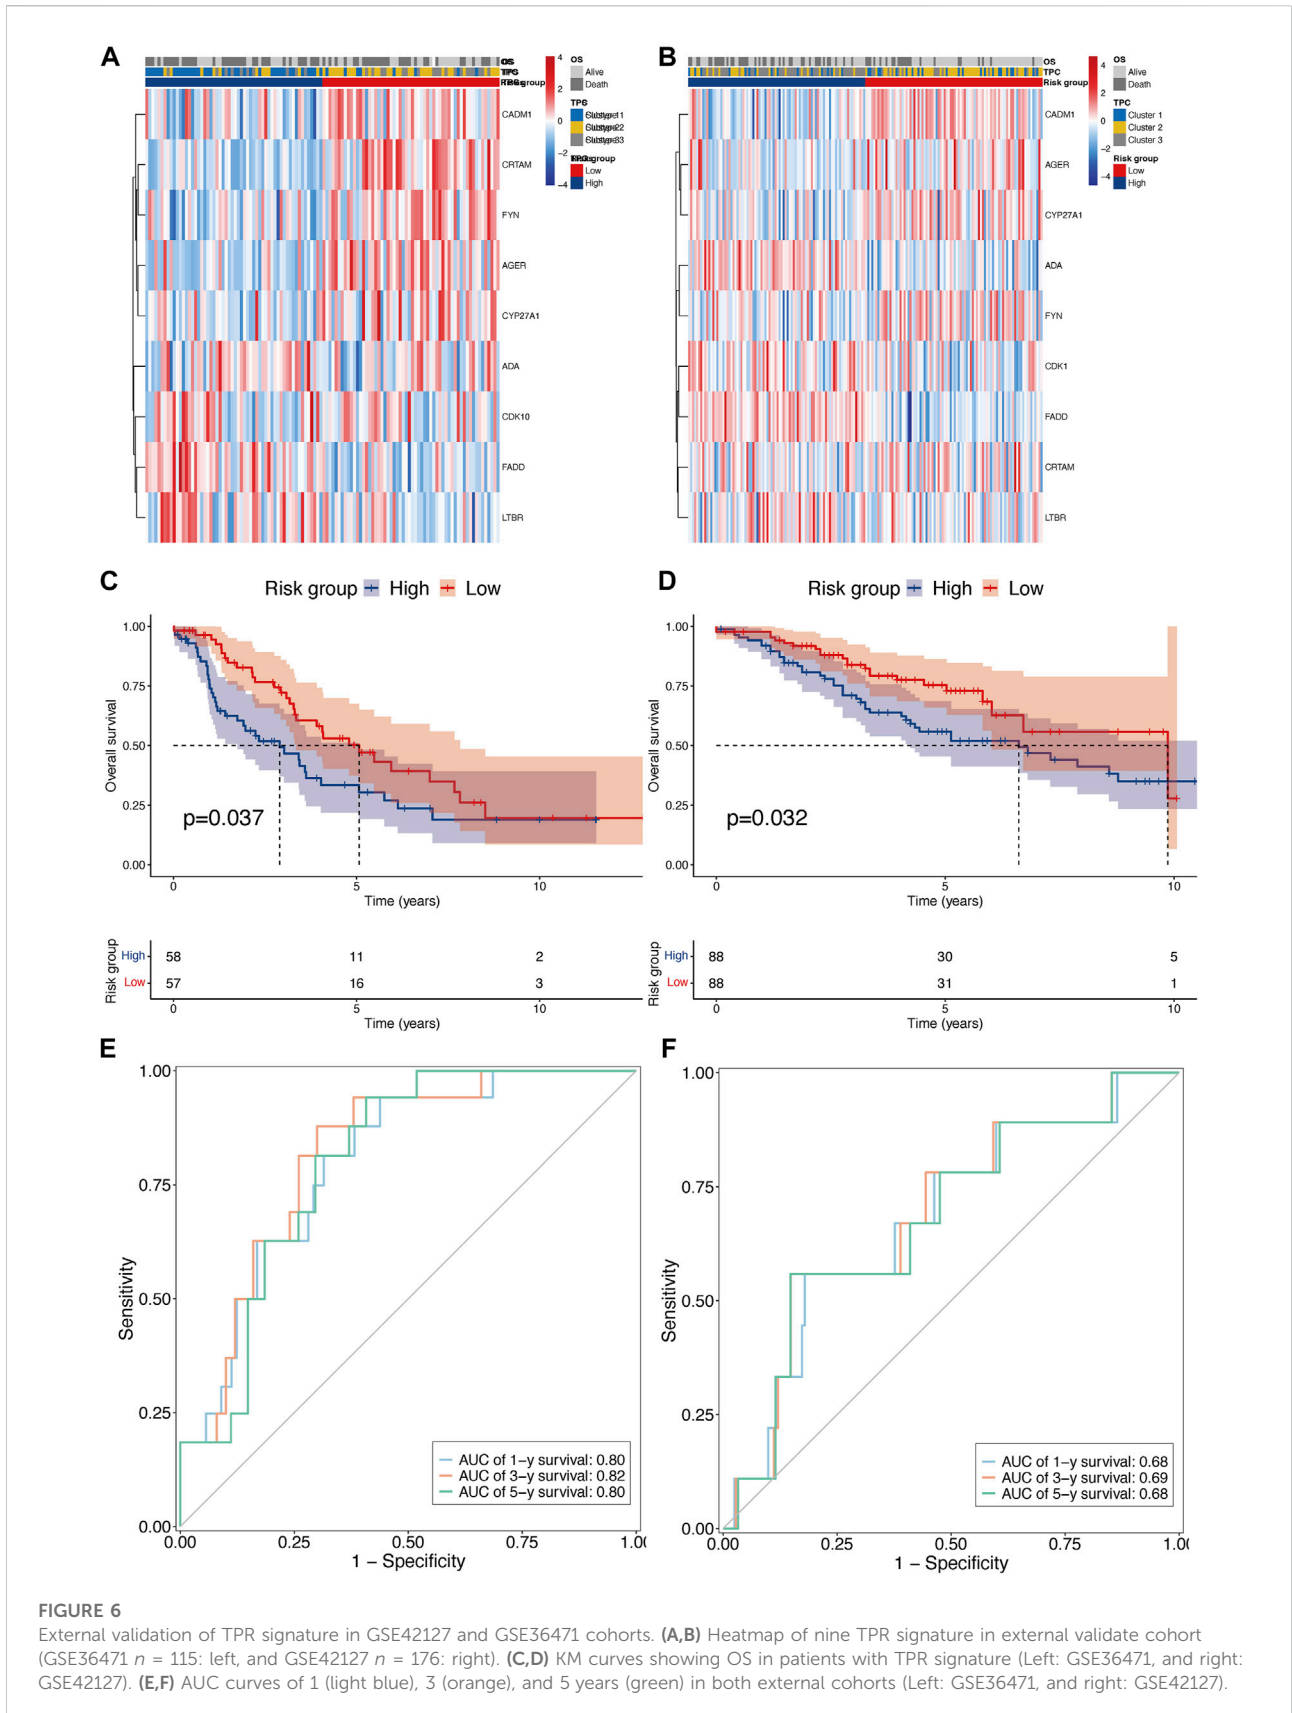 A
OS
TPC
Risk group
CADM1
CRTAM
FYN
AGER
CYP27A1
ADA
CDK10
FADD
LTBR
4
2
0
−2
−4
OS
Alive
Death
TPC
Risk group
Low
High
B
OS
TPC
Risk group
CADM1
AGER
CYP27A1
ADA
FYN
CDK1
FADD
CRTAM
LTBR
4
2
0
−2
−4
OS
Alive
Death
TPC
Cluster 1
Cluster 2
Cluster 3
Risk group
Low
High
C
Risk group High Low
Overall survival
1.00
0.75
0.50
0.25
0.00
p=0.037
0 5 10
Time (years)
Risk group
High 58 11 2
Low 57 16 3
0 5 10
Time (years)
D
Risk group High Low
Overall survival
1.00
0.75
0.50
0.25
0.00
p=0.032
0 5 10
Time (years)
Risk group
High 88 30 5
Low 88 31 1
0 5 10
Time (years)
E
Sensitivity
1.00
0.75
0.50
0.25
0.00
AUC of 1−y survival: 0.80
AUC of 3−y survival: 0.82
AUC of 5−y survival: 0.80
0.00 0.25 0.50 0.75
1 − Specificity
F
Sensitivity
1.00
0.75
0.50
0.25
0.00
AUC of 1−y survival: 0.68
AUC of 3−y survival: 0.69
AUC of 5−y survival: 0.68
0.00 0.25 0.50 0.75
1 − Specificity
FIGURE 6
External validation of TPR signature in GSE42127 and GSE36471 cohorts. (A,B) Heatmap of nine TPR signature in external validate cohort
(GSE36471 n = 115: left, and GSE42127 n = 176: right). (C,D) KM curves showing OS in patients with TPR signature (Left: GSE36471, and right:
GSE42127). (E,F) AUC curves of 1 (light blue), 3 (orange), and 5 years (green) in both external cohorts (Left: GSE36471, and right: GSE42127).